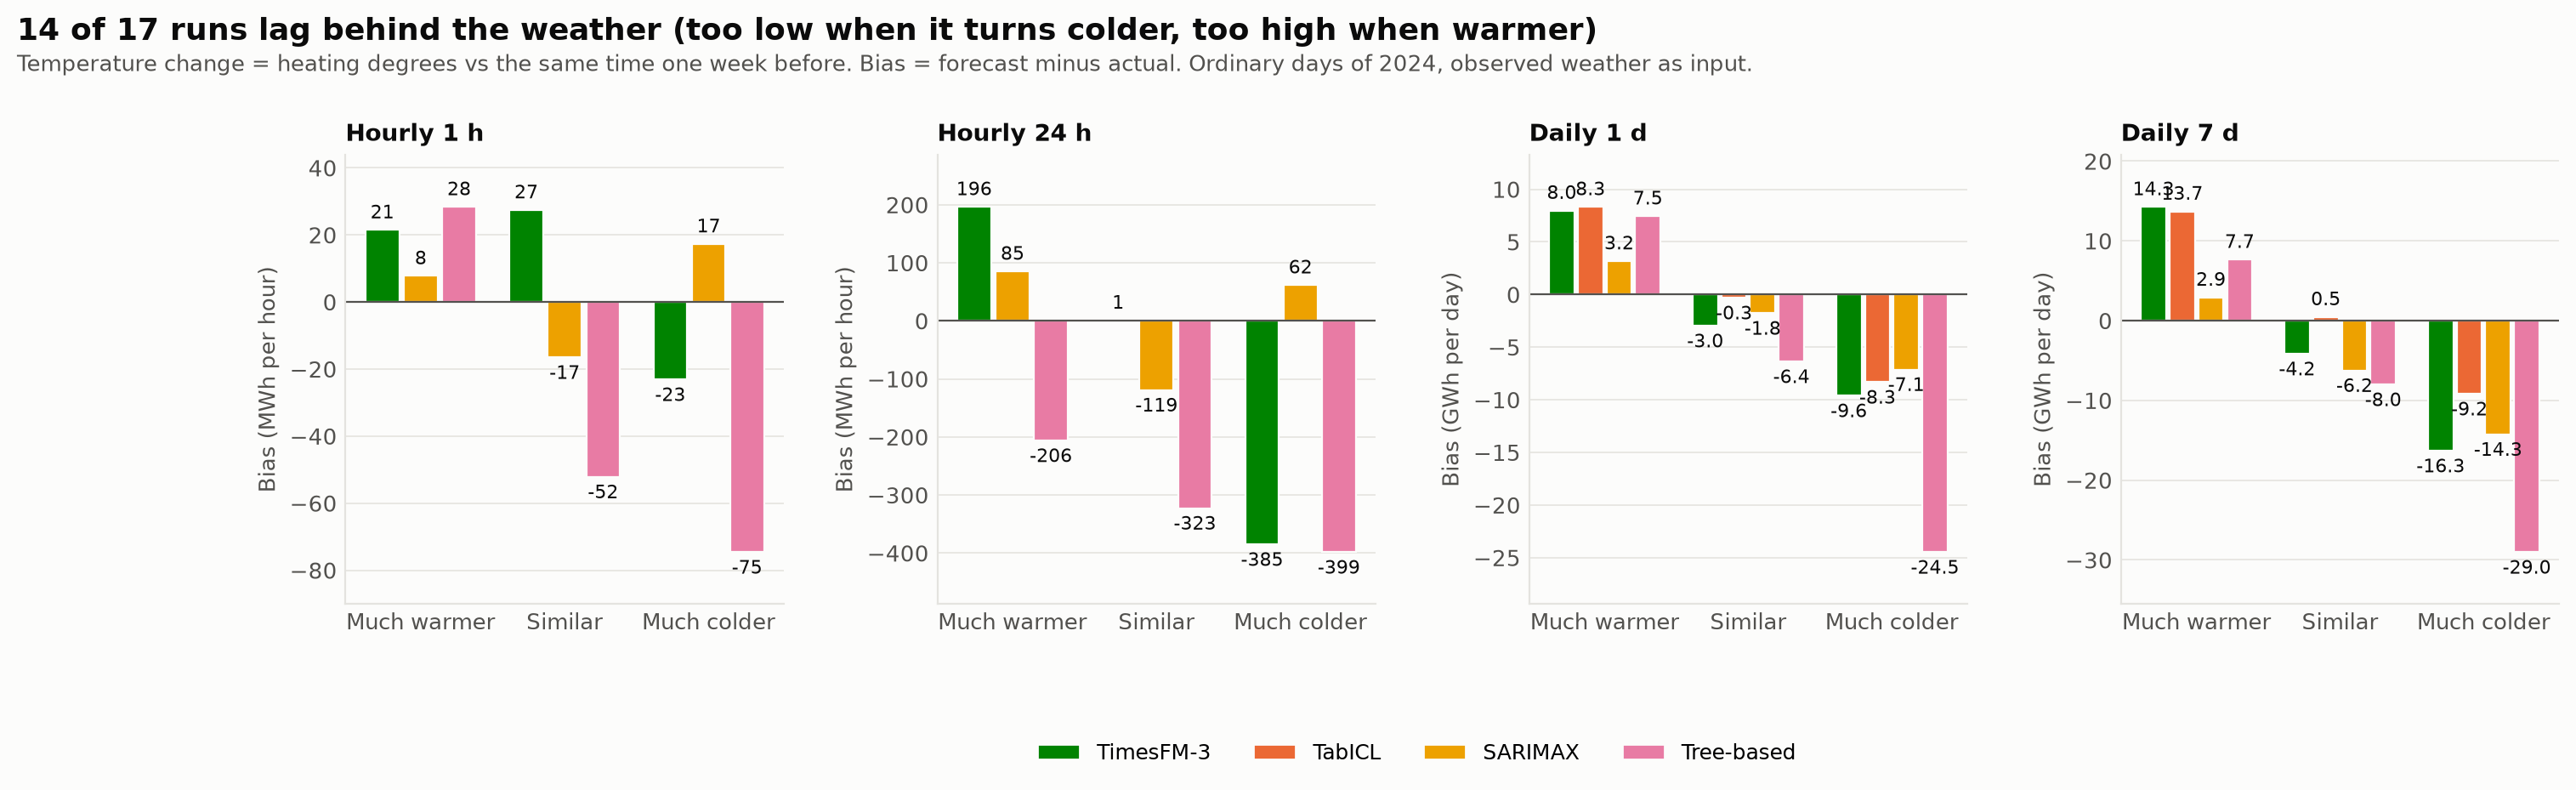 14 of 17 runs lag behind the weather (too low when it turns colder, too high when warmer)
Temperature change = heating degrees vs the same time one week before. Bias = forecast minus actual. Ordinary days of 2024, observed weather as input.
Hourly 1 h
Bias (MWh per hour)
40
20
0
−20
−40
−60
−80
21
8
28
27
-17
-52
-23
17
-75
Much warmer
Similar
Much colder
Hourly 24 h
Bias (MWh per hour)
200
100
0
−100
−200
−300
−400
196
85
-206
1
-119
-323
-385
62
-399
Much warmer
Similar
Much colder
Daily 1 d
Bias (GWh per day)
10
5
0
−5
−10
−15
−20
−25
8.0
8.3
3.2
7.5
-3.0
-0.3
-1.8
-6.4
-9.6
-8.3
-7.1
-24.5
Much warmer
Similar
Much colder
Daily 7 d
Bias (GWh per day)
20
10
0
−10
−20
−30
14.3
13.7
2.9
7.7
-4.2
0.5
-6.2
-8.0
-16.3
-9.2
-14.3
-29.0
Much warmer
Similar
Much colder
TimesFM-3
TabICL
SARIMAX
Tree-based